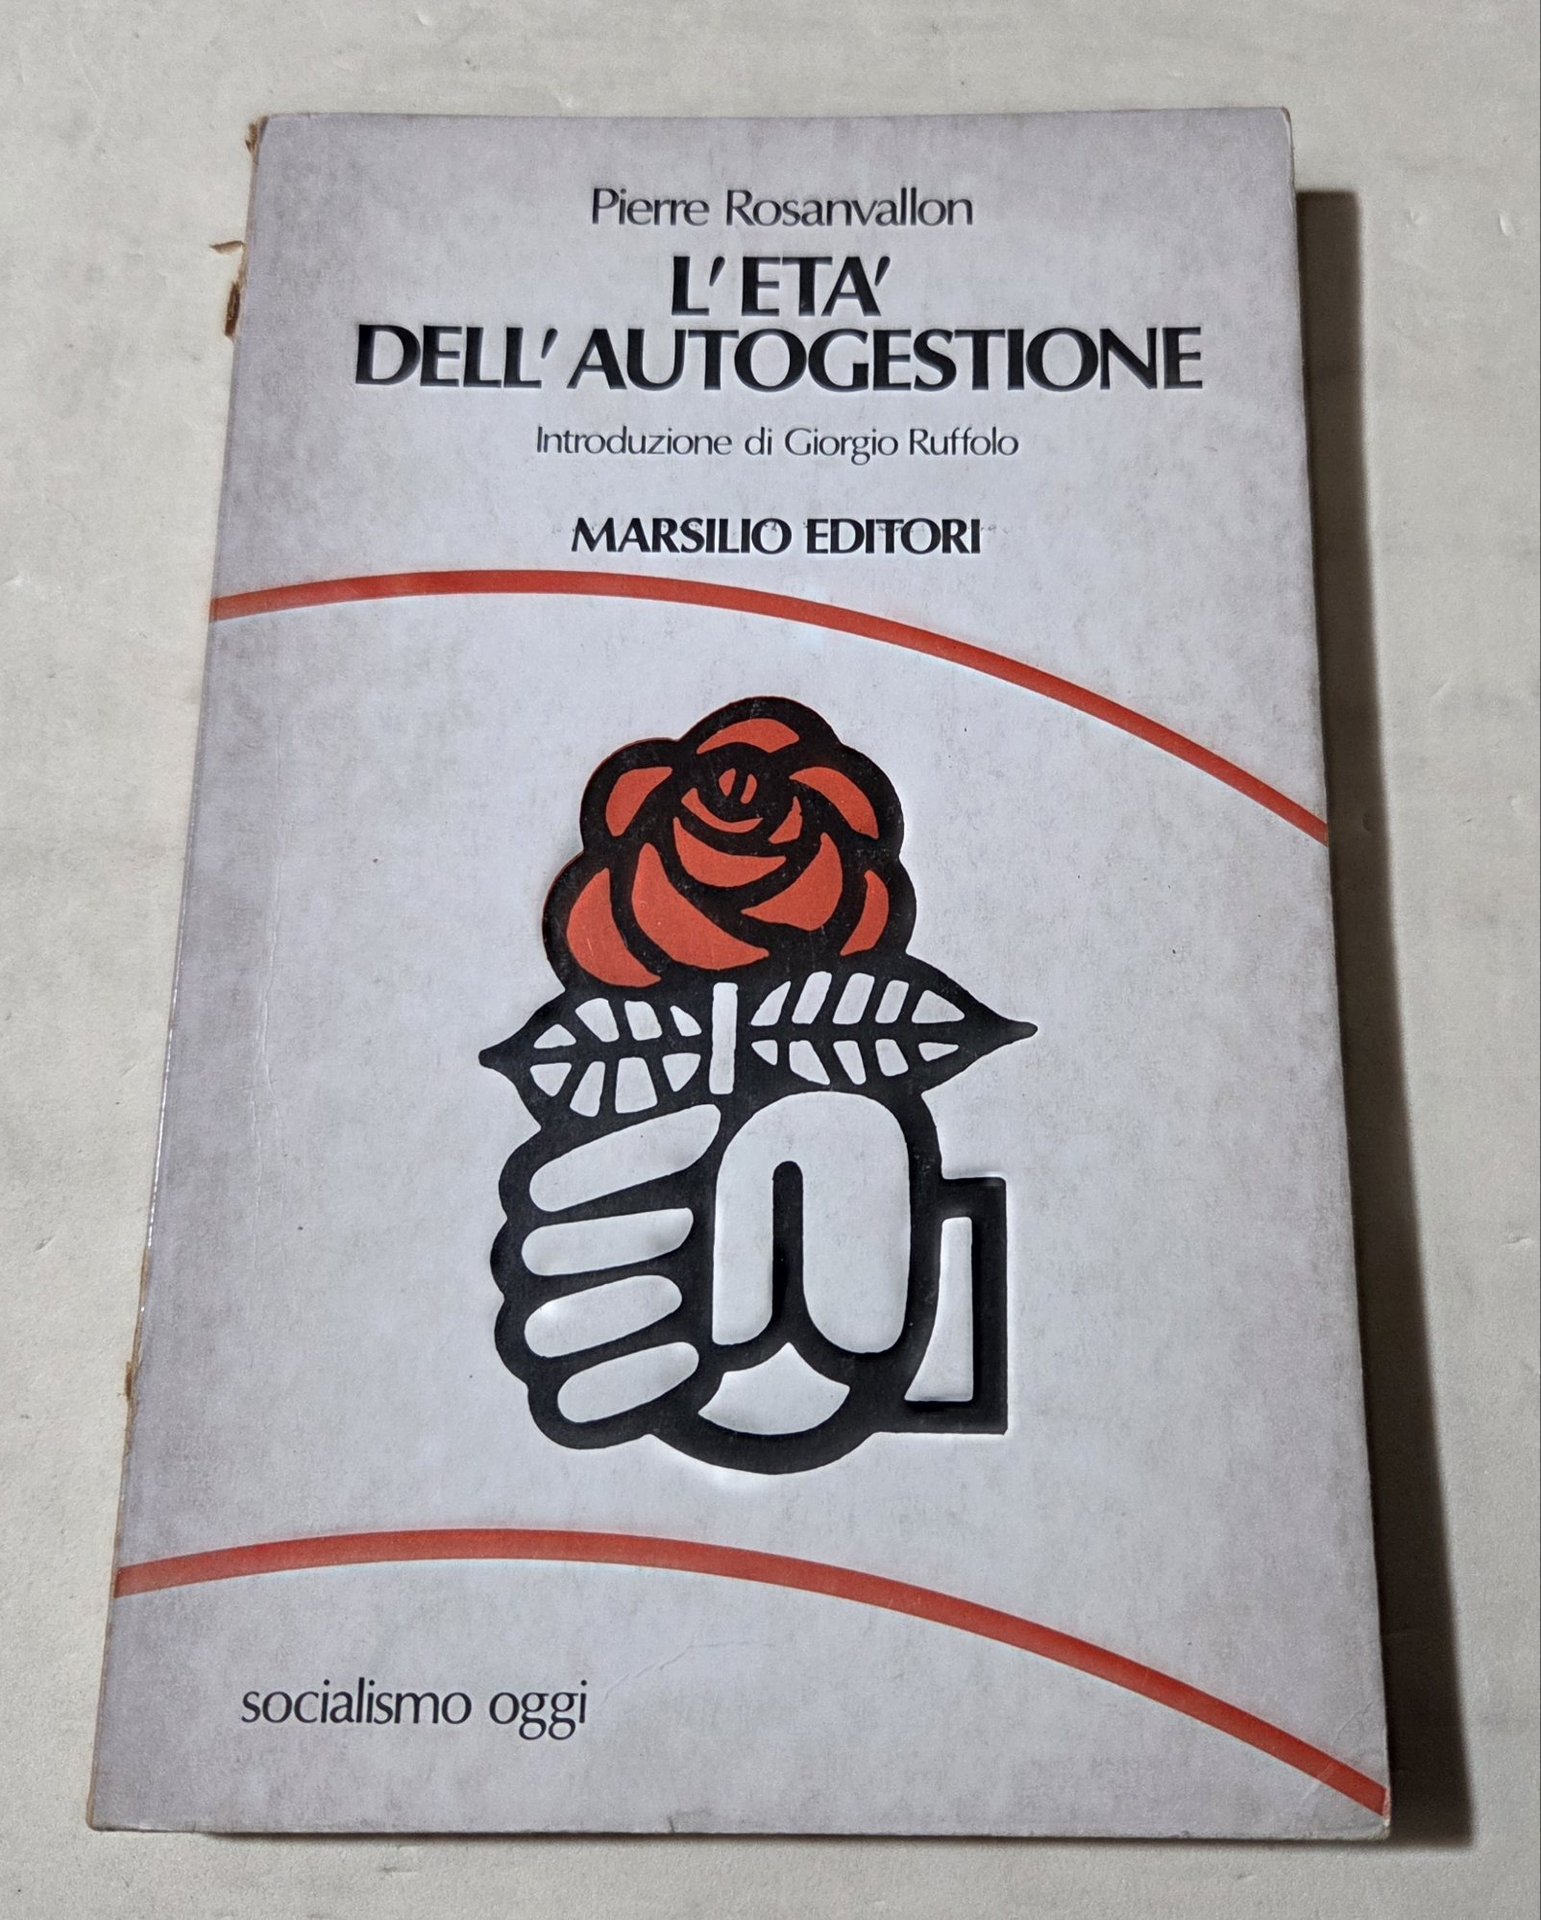 Pierre Rosanvallon
L'ETA'
DELL'AUTOGESTIONE
Introduzione di Giorgio Ruffolo
MARSILIO EDITORI
socialismo oggi